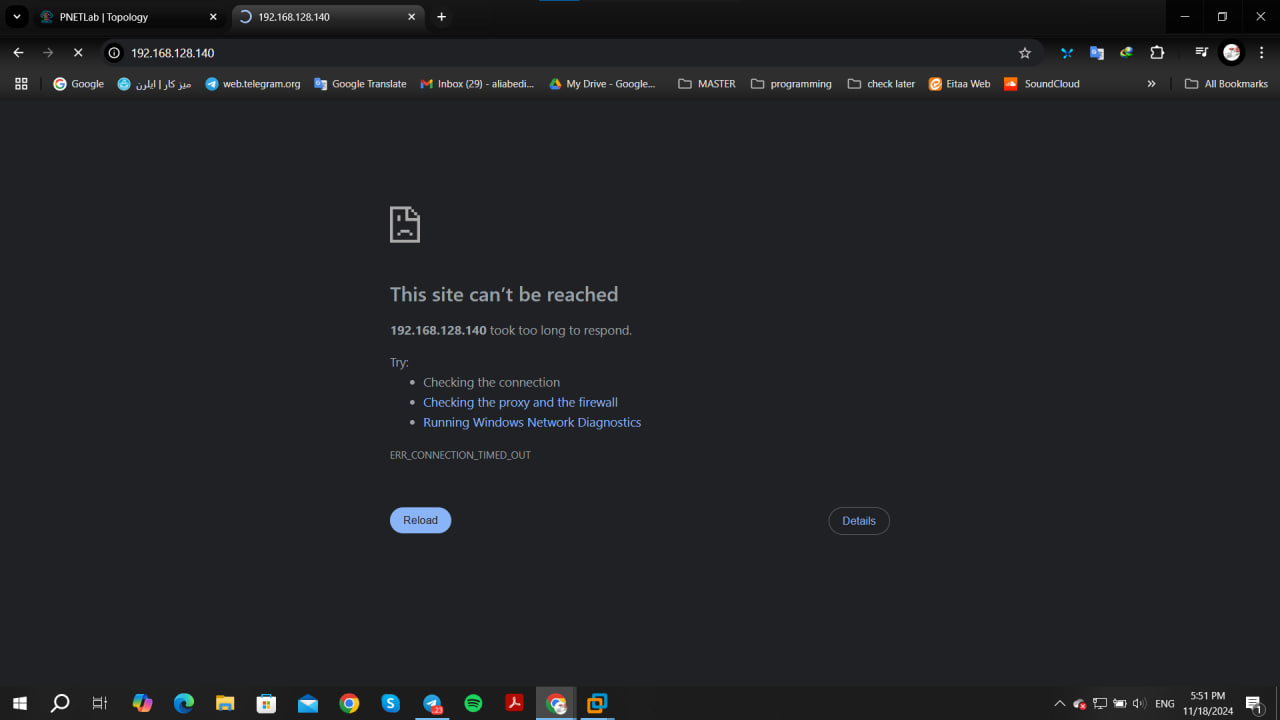 PNETLab | Topology
192.168.128.140
192.168.128.140
Google
میز کار | ایلرن
web.telegram.org
Google Translate
Inbox (29) - aliabedi...
My Drive - Google...
MASTER
programming
check later
Eitaa Web
SoundCloud
All Bookmarks
This site can't be reached
192.168.128.140 took too long to respond.
Try:
Checking the connection
Checking the proxy and the firewall
Running Windows Network Diagnostics
ERR_CONNECTION_TIMED_OUT
Reload
Details
23
ENG
5:51 PM
11/18/2024
1